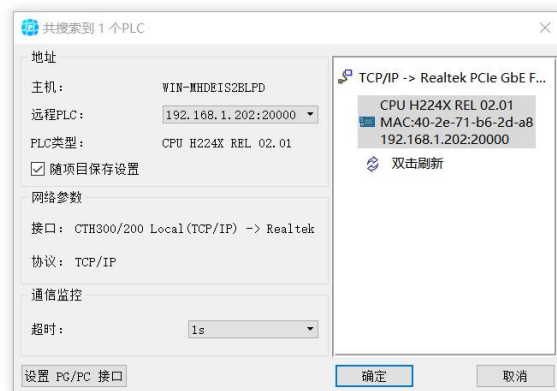 共搜索到 1 个PLC
地址
主机： WIN-MHDEIS2BLPD
远程PLC： 192.168.1.202:20000
PLC类型： CPU H224X REL 02.01
随项目保存设置
网络参数
接口： CTH300/200 Local(TCP/IP) -> Realtek
协议： TCP/IP
通信监控
超时： 1s
设置 PG/PC 接口
TCP/IP -> Realtek PCIe GbE F...
CPU H224X REL 02.01
MAC:40-2e-71-b6-2d-a8
192.168.1.202:20000
双击刷新
确定
取消